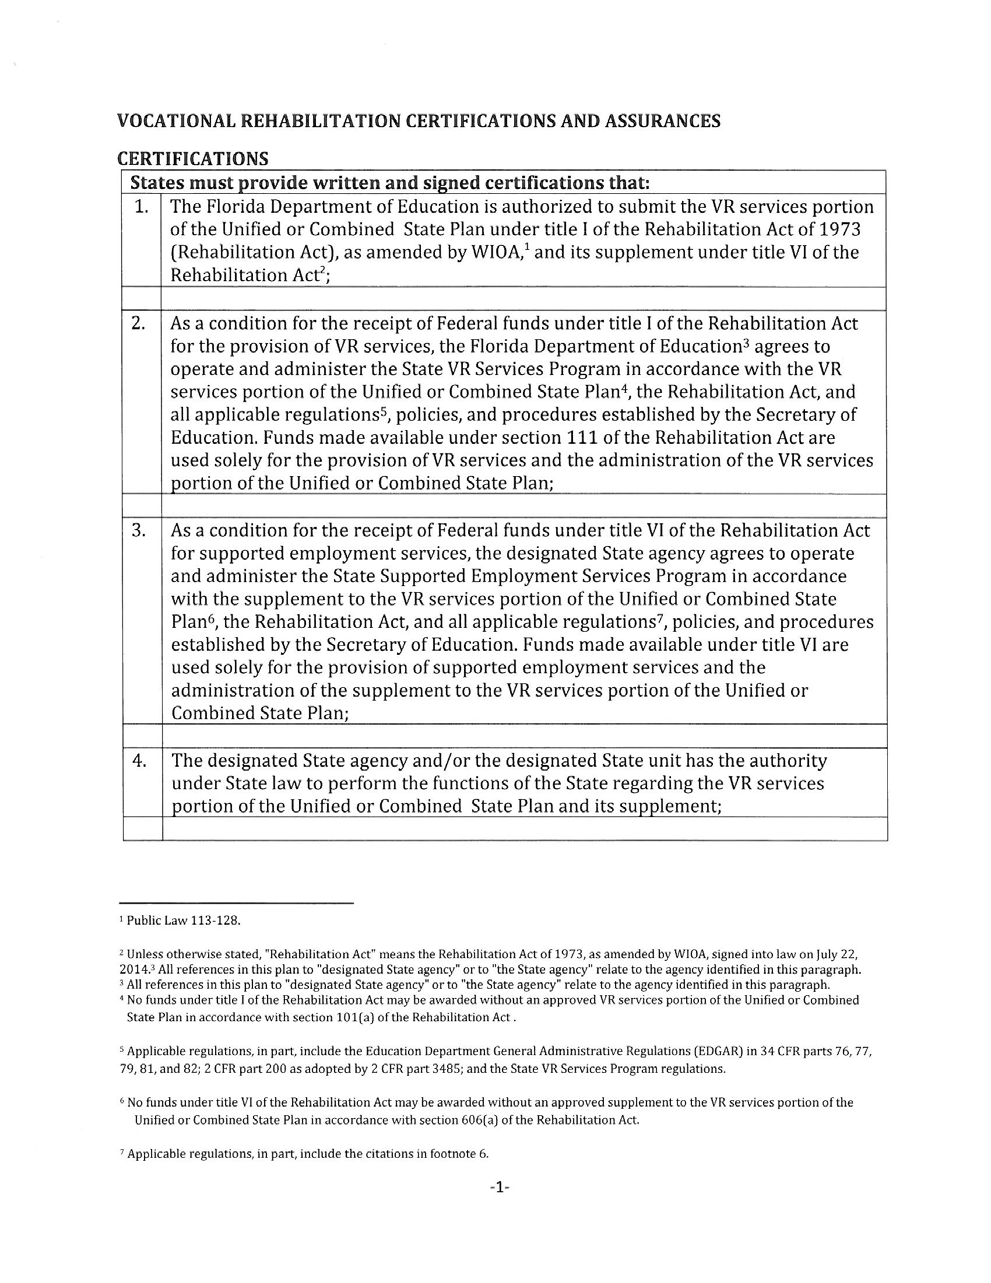 VOCATIONAL REHABILITATION CERTIFICATIONS AND ASSURANCES
CERTIFICATIONS
States must provide written and signed certifications that:
1. The Florida Department of Education is authorized to submit the VR services portion
of the Unified or Combined State Plan under title I of the Rehabilitation Act of 1973
(Rehabilitation Act), as amended by WIOA,¹ and its supplement under title VI of the
Rehabilitation Act²;
2. As a condition for the receipt of Federal funds under title I of the Rehabilitation Act
for the provision of VR services, the Florida Department of Education³ agrees to
operate and administer the State VR Services Program in accordance with the VR
services portion of the Unified or Combined State Plan⁴, the Rehabilitation Act, and
all applicable regulations⁵, policies, and procedures established by the Secretary of
Education. Funds made available under section 111 of the Rehabilitation Act are
used solely for the provision of VR services and the administration of the VR services
portion of the Unified or Combined State Plan;
3. As a condition for the receipt of Federal funds under title VI of the Rehabilitation Act
for supported employment services, the designated State agency agrees to operate
and administer the State Supported Employment Services Program in accordance
with the supplement to the VR services portion of the Unified or Combined State
Plan⁶, the Rehabilitation Act, and all applicable regulations⁷, policies, and procedures
established by the Secretary of Education. Funds made available under title VI are
used solely for the provision of supported employment services and the
administration of the supplement to the VR services portion of the Unified or
Combined State Plan;
4. The designated State agency and/or the designated State unit has the authority
under State law to perform the functions of the State regarding the VR services
portion of the Unified or Combined State Plan and its supplement;
¹ Public Law 113-128.
² Unless otherwise stated, "Rehabilitation Act" means the Rehabilitation Act of 1973, as amended by WIOA, signed into law on July 22,
2014.³ All references in this plan to "designated State agency" or to "the State agency" relate to the agency identified in this paragraph.
³ All references in this plan to "designated State agency" or to "the State agency" relate to the agency identified in this paragraph.
⁴ No funds under title I of the Rehabilitation Act may be awarded without an approved VR services portion of the Unified or Combined
State Plan in accordance with section 101(a) of the Rehabilitation Act .
⁵ Applicable regulations, in part, include the Education Department General Administrative Regulations (EDGAR) in 34 CFR parts 76, 77,
79, 81, and 82; 2 CFR part 200 as adopted by 2 CFR part 3485; and the State VR Services Program regulations.
⁶ No funds under title VI of the Rehabilitation Act may be awarded without an approved supplement to the VR services portion of the
Unified or Combined State Plan in accordance with section 606(a) of the Rehabilitation Act.
⁷ Applicable regulations, in part, include the citations in footnote 6.
-1-